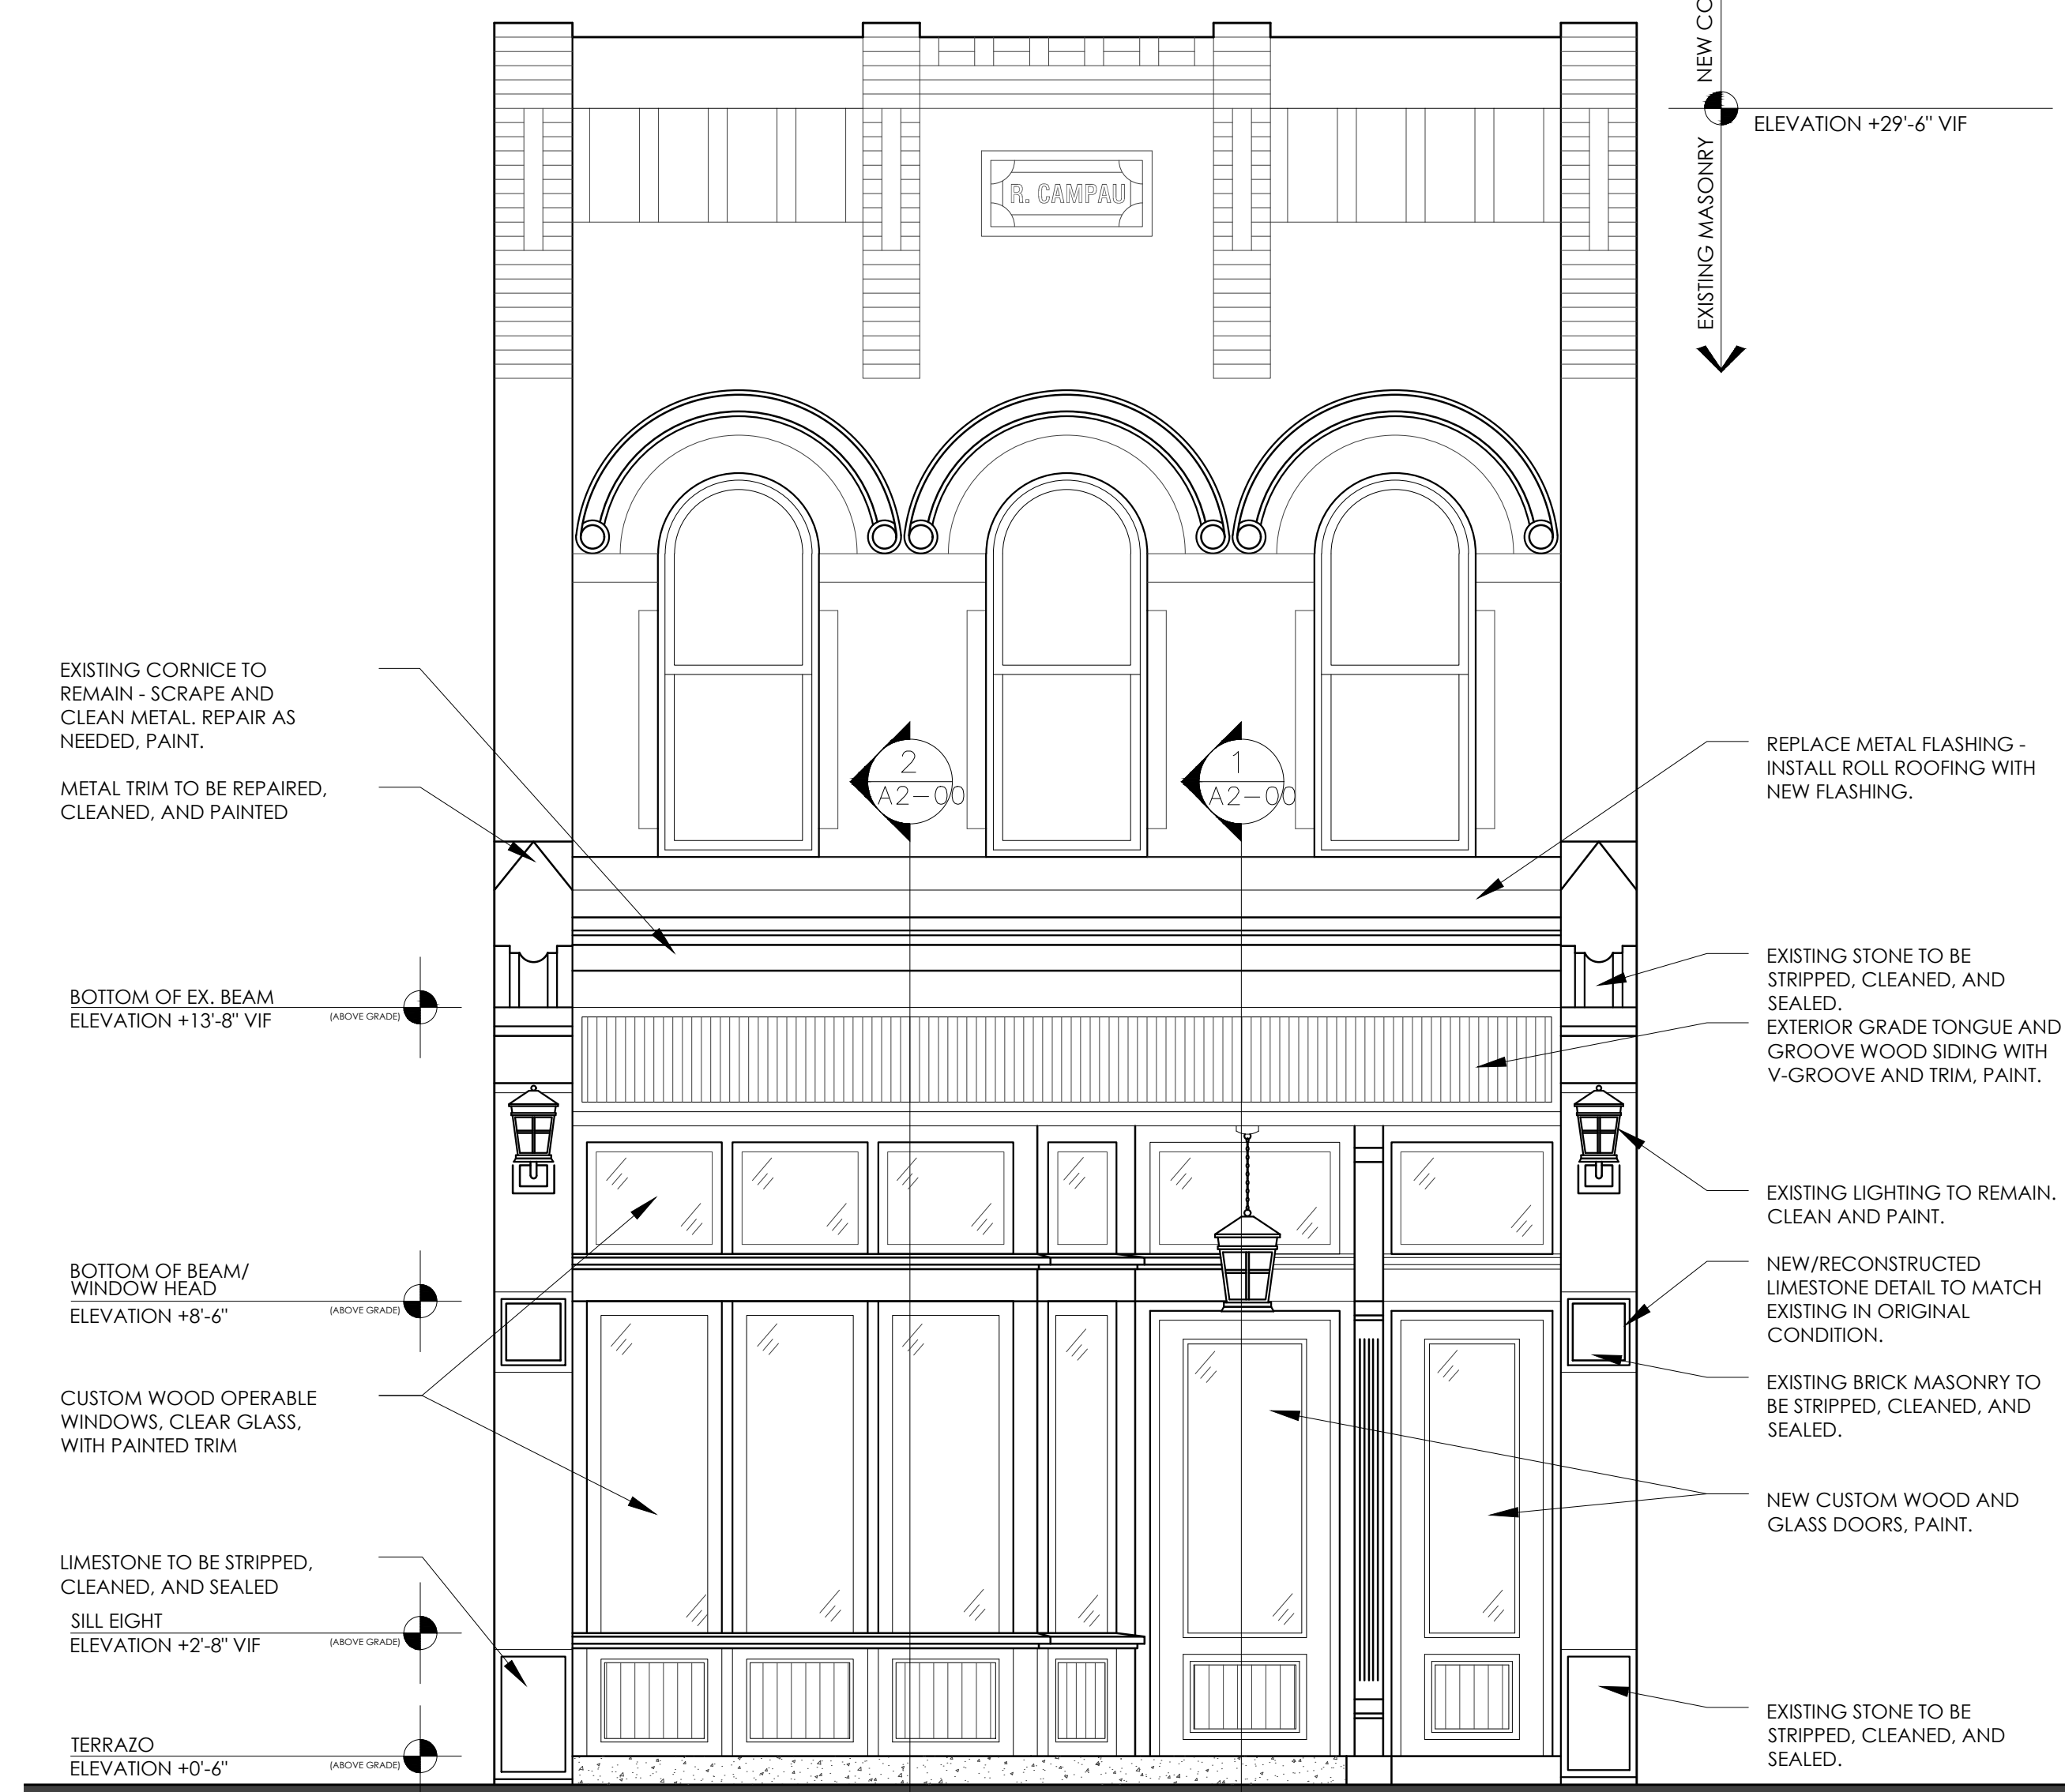 NEW CO
EXISTING MASONRY
ELEVATION +29'-6" VIF
R. CAMPAU
EXISTING CORNICE TO
REMAIN - SCRAPE AND
CLEAN METAL. REPAIR AS
NEEDED, PAINT.
METAL TRIM TO BE REPAIRED,
CLEANED, AND PAINTED
2
A2-00
1
A2-00
REPLACE METAL FLASHING -
INSTALL ROLL ROOFING WITH
NEW FLASHING.
BOTTOM OF EX. BEAM
ELEVATION +13'-8" VIF
(ABOVE GRADE)
EXISTING STONE TO BE
STRIPPED, CLEANED, AND
SEALED.
EXTERIOR GRADE TONGUE AND
GROOVE WOOD SIDING WITH
V-GROOVE AND TRIM, PAINT.
EXISTING LIGHTING TO REMAIN.
CLEAN AND PAINT.
BOTTOM OF BEAM/
WINDOW HEAD
ELEVATION +8'-6"
(ABOVE GRADE)
NEW/RECONSTRUCTED
LIMESTONE DETAIL TO MATCH
EXISTING IN ORIGINAL
CONDITION.
EXISTING BRICK MASONRY TO
BE STRIPPED, CLEANED, AND
SEALED.
CUSTOM WOOD OPERABLE
WINDOWS, CLEAR GLASS,
WITH PAINTED TRIM
NEW CUSTOM WOOD AND
GLASS DOORS, PAINT.
LIMESTONE TO BE STRIPPED,
CLEANED, AND SEALED
SILL EIGHT
ELEVATION +2'-8" VIF
(ABOVE GRADE)
EXISTING STONE TO BE
STRIPPED, CLEANED, AND
SEALED.
TERRAZO
ELEVATION +0'-6"
(ABOVE GRADE)